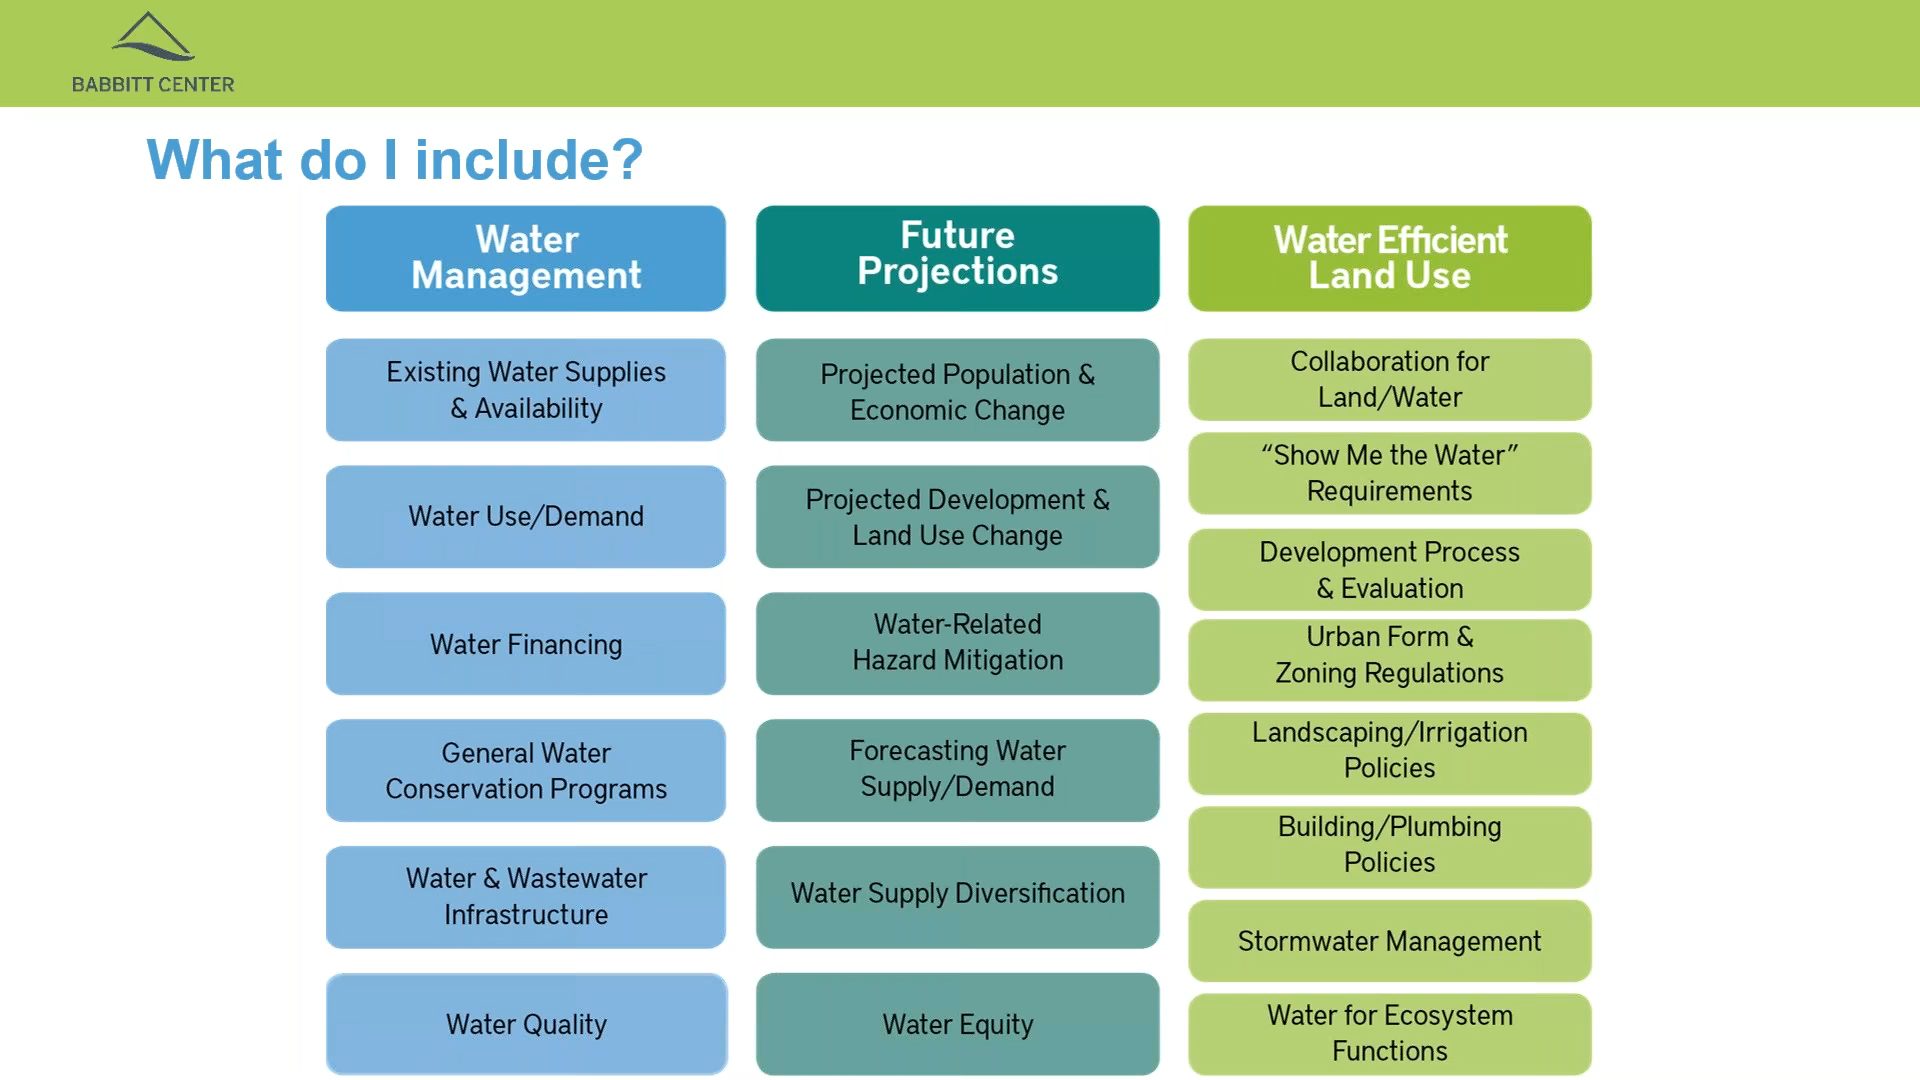 BABBITT CENTER
What do I include?
Water
Management
Existing Water Supplies
& Availability
Water Use/Demand
Water Financing
General Water
Conservation Programs
Water & Wastewater
Infrastructure
Water Quality
Future
Projections
Projected Population &
Economic Change
Projected Development &
Land Use Change
Water-Related
Hazard Mitigation
Forecasting Water
Supply/Demand
Water Supply Diversification
Water Equity
Water Efficient
Land Use
Collaboration for
Land/Water
“Show Me the Water”
Requirements
Development Process
& Evaluation
Urban Form &
Zoning Regulations
Landscaping/Irrigation
Policies
Building/Plumbing
Policies
Stormwater Management
Water for Ecosystem
Functions